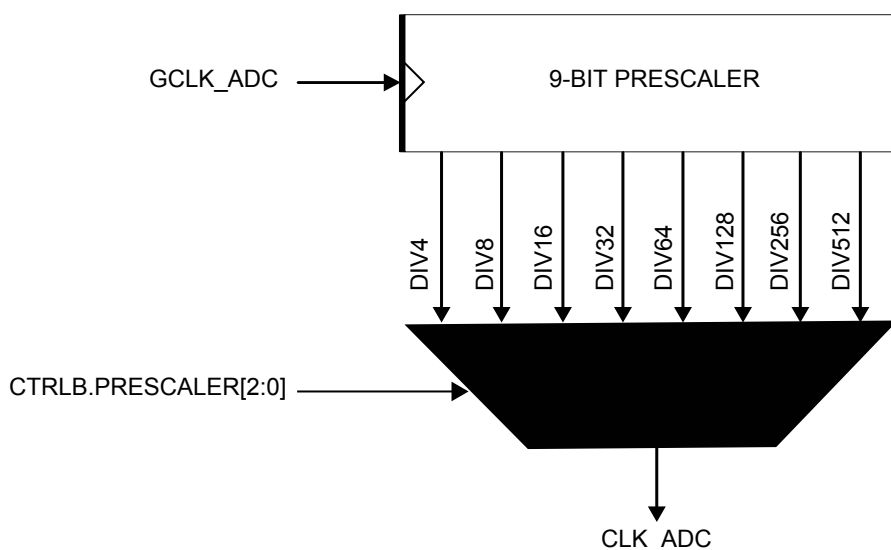 GCLK_ADC
9-BIT PRESCALER
DIV4
DIV8
DIV16
DIV32
DIV64
DIV128
DIV256
DIV512
CTRLB.PRESCALER[2:0]
CLK_ADC